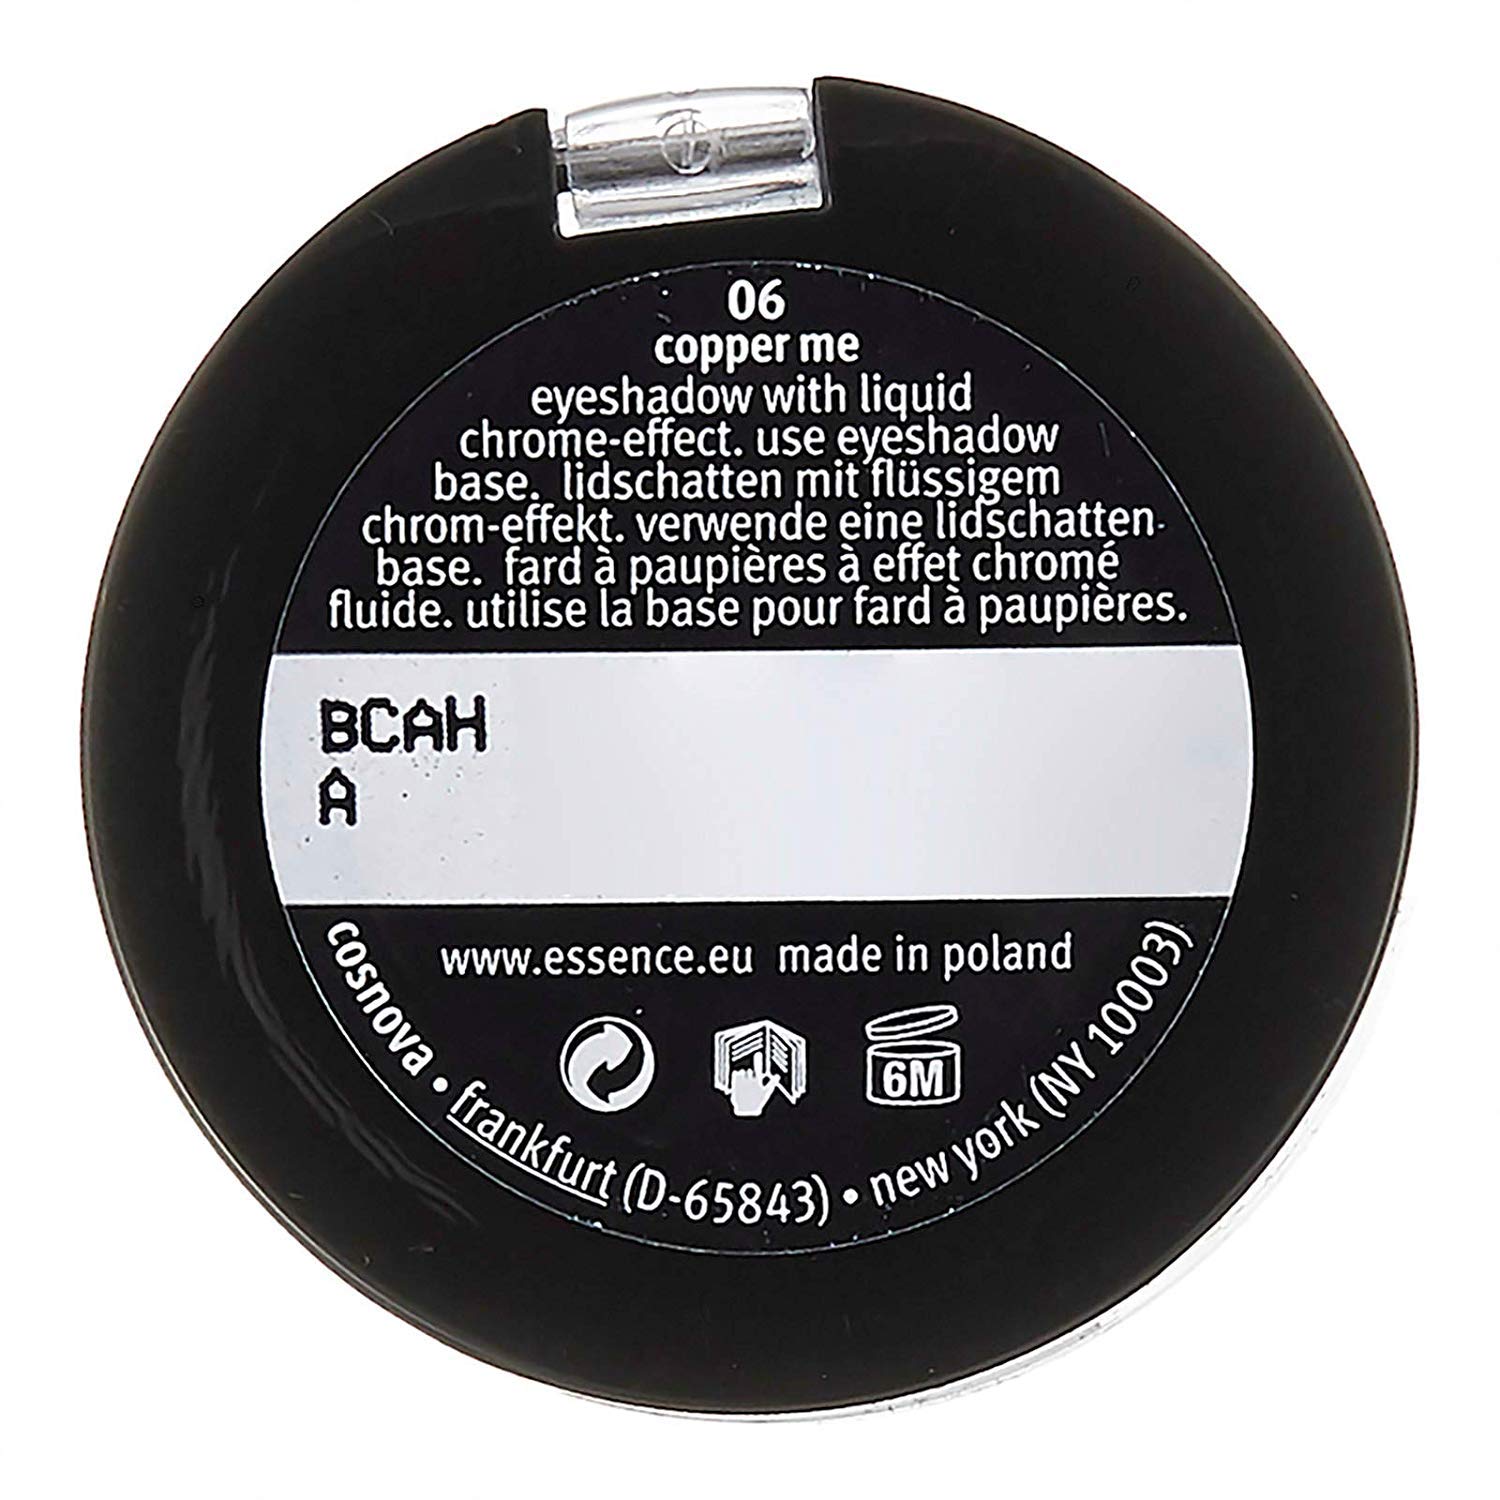 06
copper me
eyeshadow with liquid
chrome-effect. use eyeshadow
base. lidschatten mit flüssigem
chrom-effekt. verwende eine lidschatten-
base. fard à paupières à effet chromé
fluide. utilise la base pour fard à paupières.
BCAH
A
www.essence.eu made in poland
6M
cosnova • frankfurt (D-65843) • new york (NY 10003)